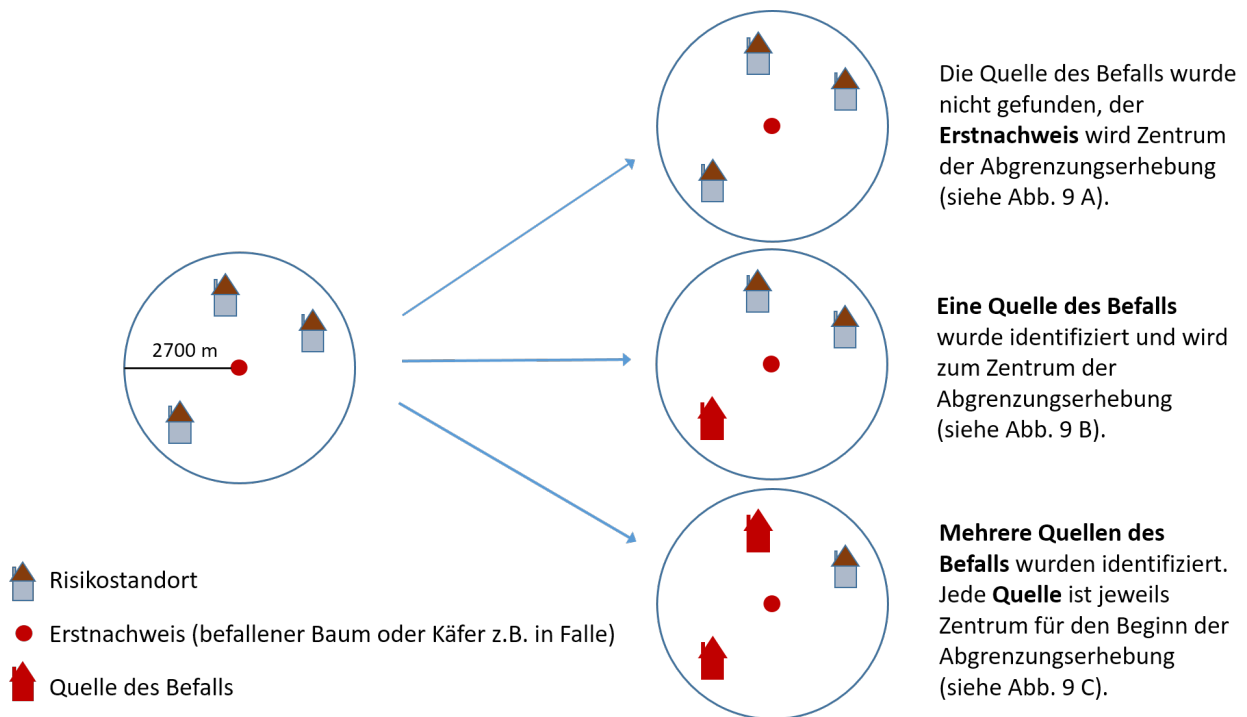 Die Quelle des Befalls wurde
nicht gefunden, der
Erstnachweis wird Zentrum
der Abgrenzungserhebung
(siehe Abb. 9 A).
2700 m
Eine Quelle des Befalls
wurde identifiziert und wird
zum Zentrum der
Abgrenzungserhebung
(siehe Abb. 9 B).
Mehrere Quellen des
Befalls wurden identifiziert.
Jede Quelle ist jeweils
Zentrum für den Beginn der
Abgrenzungserhebung
(siehe Abb. 9 C).
Risikostandort
Erstnachweis (befallener Baum oder Käfer z.B. in Falle)
Quelle des Befalls